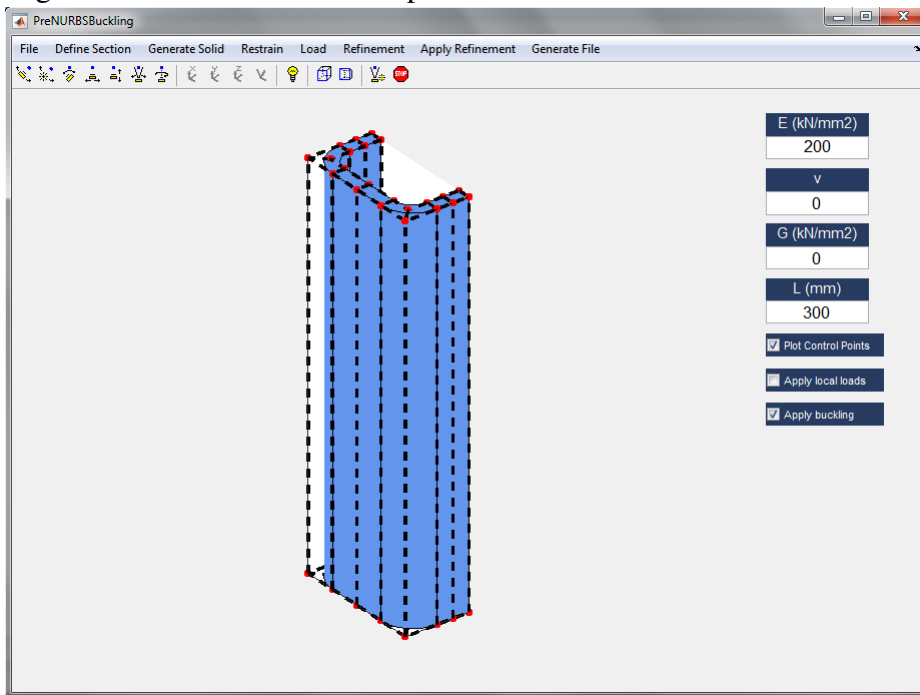 PreNURBSBuckling
File Define Section Generate Solid Restrain Load Refinement Apply Refinement Generate File
STOP
E (kN/mm2)
200
v
0
G (kN/mm2)
0
L (mm)
300
Plot Control Points
Apply local loads
Apply buckling